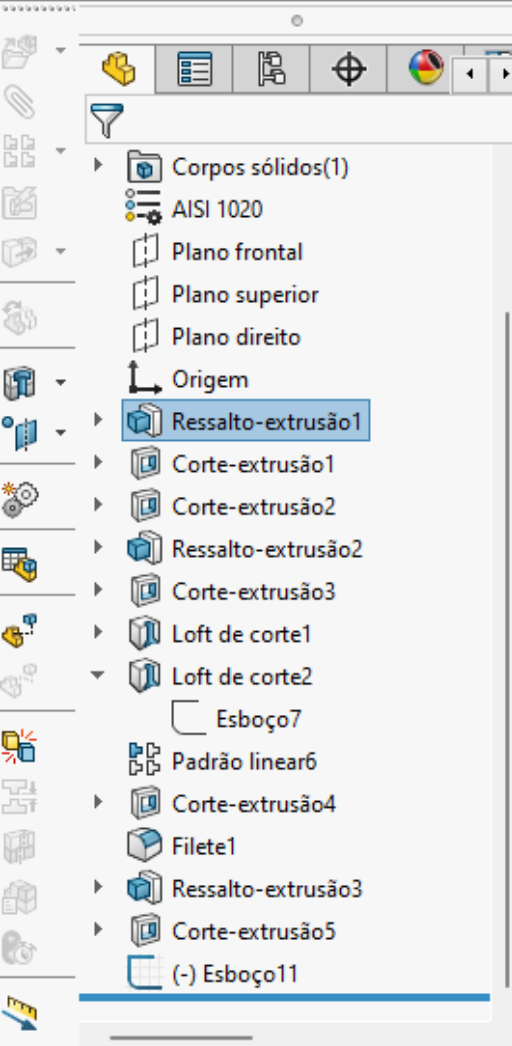 Corpos sólidos(1)
AISI 1020
Plano frontal
Plano superior
Plano direito
Origem
Ressalto-extrusão1
Corte-extrusão1
Corte-extrusão2
Ressalto-extrusão2
Corte-extrusão3
Loft de corte1
Loft de corte2
Esboço7
Padrão linear6
Corte-extrusão4
Filete1
Ressalto-extrusão3
Corte-extrusão5
(-) Esboço11